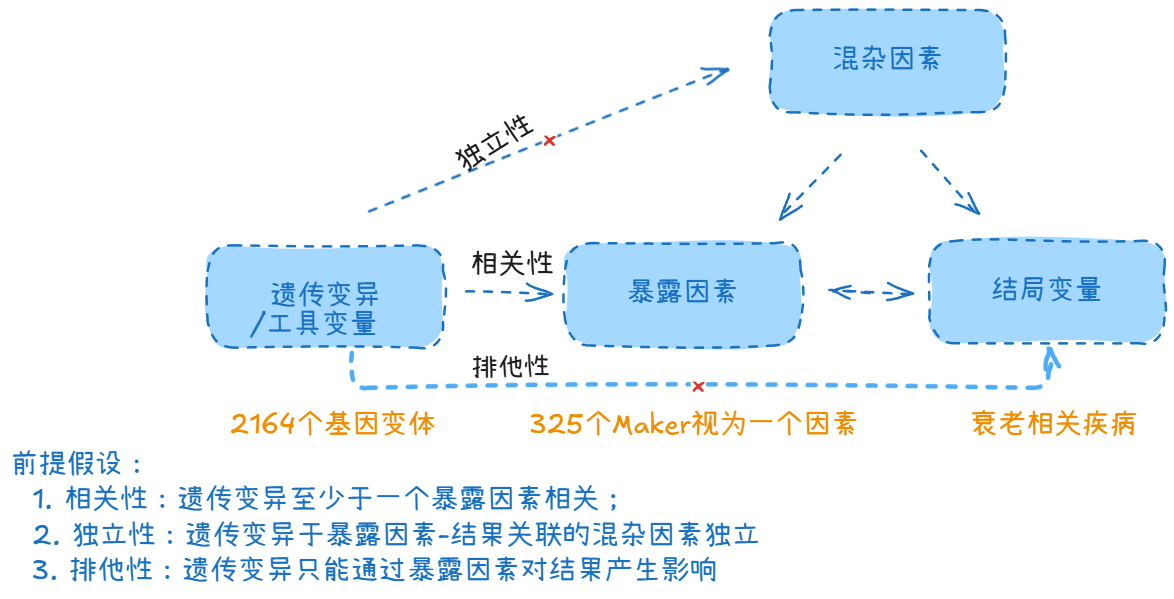 混杂因素
独立性
相关性
遗传变异
/工具变量
暴露因素
结局变量
排他性
2164个基因变体
325个Maker视为一个因素
衰老相关疾病
前提假设：
1. 相关性：遗传变异至少于一个暴露因素相关；
2. 独立性：遗传变异于暴露因素-结果关联的混杂因素独立
3. 排他性：遗传变异只能通过暴露因素对结果产生影响